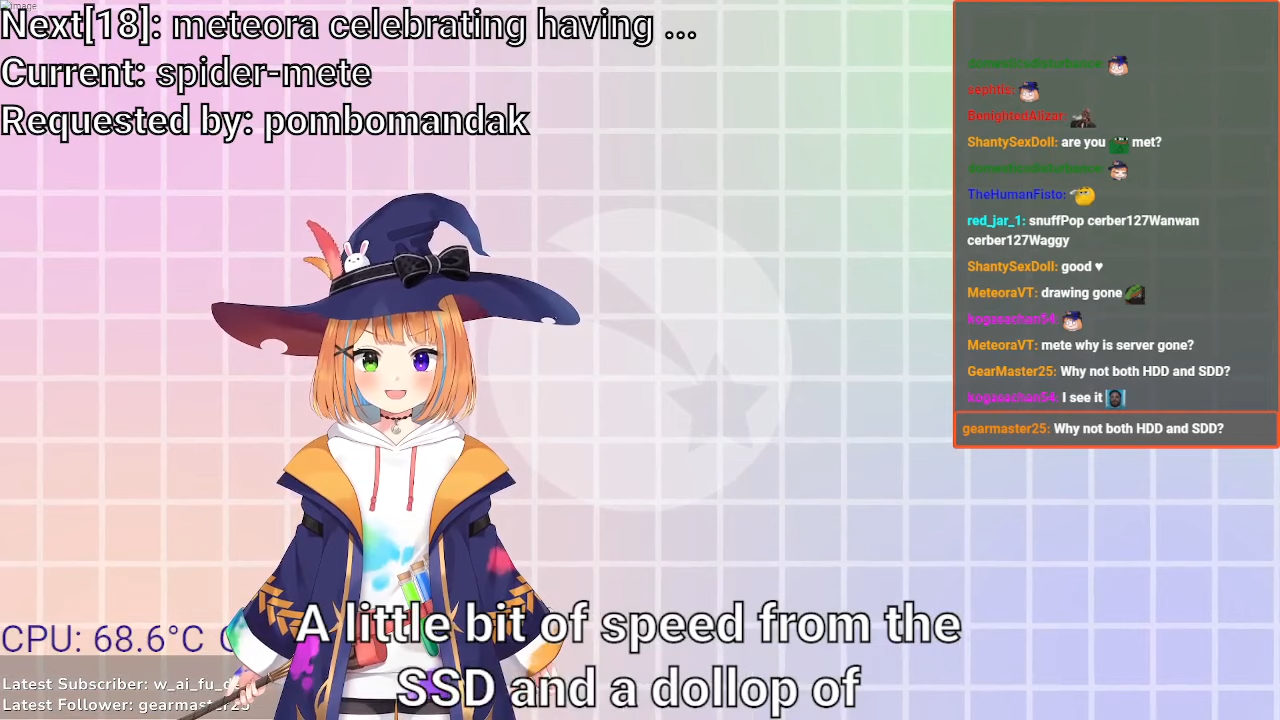 Image
Next[18]: meteora celebrating having ...
Current: spider-mete
Requested by: pombomandak
sephtis:
BenightedAlizar:
ShantySexDoll: are you met?
TheHumanFisto:
red_jar_1: snuffPop cerber127Wanwan
cerber127Waggy
ShantySexDoll: good ♥
MeteoraVT: drawing gone
MeteoraVT: mete why is server gone?
GearMaster25: Why not both HDD and SDD?
I see it
gearmaster25: Why not both HDD and SDD?
A little bit of speed from the
SSD and a dollop of
CPU: 68.6°C
Latest Subscriber: w_ai_fu_
Latest Follower: gearmaster25